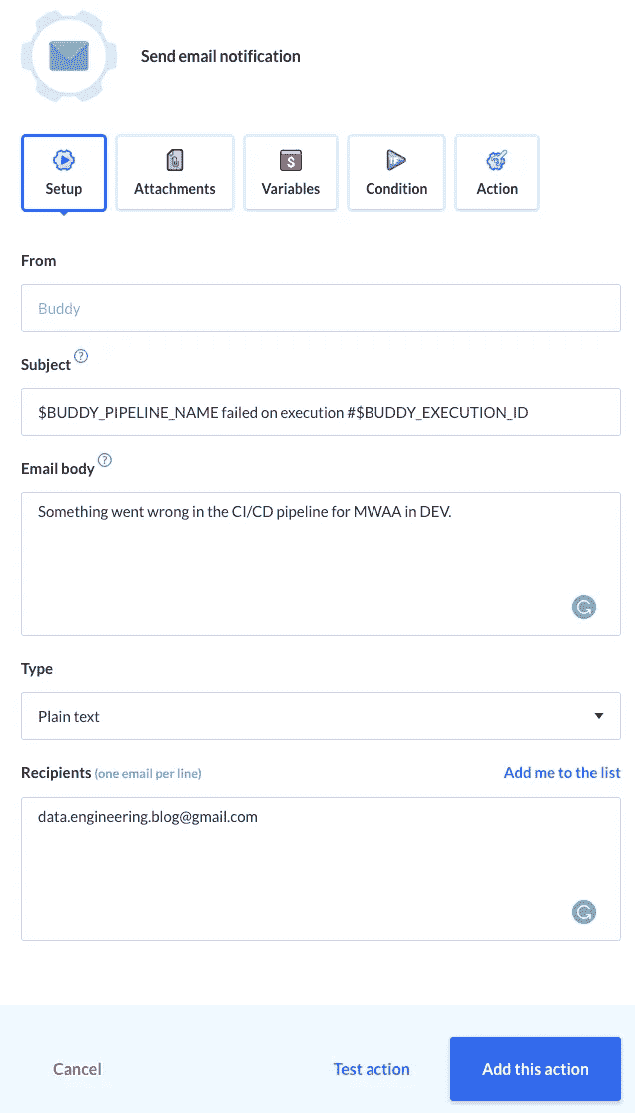 Send email notification
Setup Attachments Variables Condition Action
From
Buddy
Subject ?
$BUDDY_PIPELINE_NAME failed on execution #$BUDDY_EXECUTION_ID
Email body ?
Something went wrong in the CI/CD pipeline for MWAA in DEV.
Type
Plain text
Recipients (one email per line) Add me to the list
data.engineering.blog@gmail.com
Cancel Test action Add this action